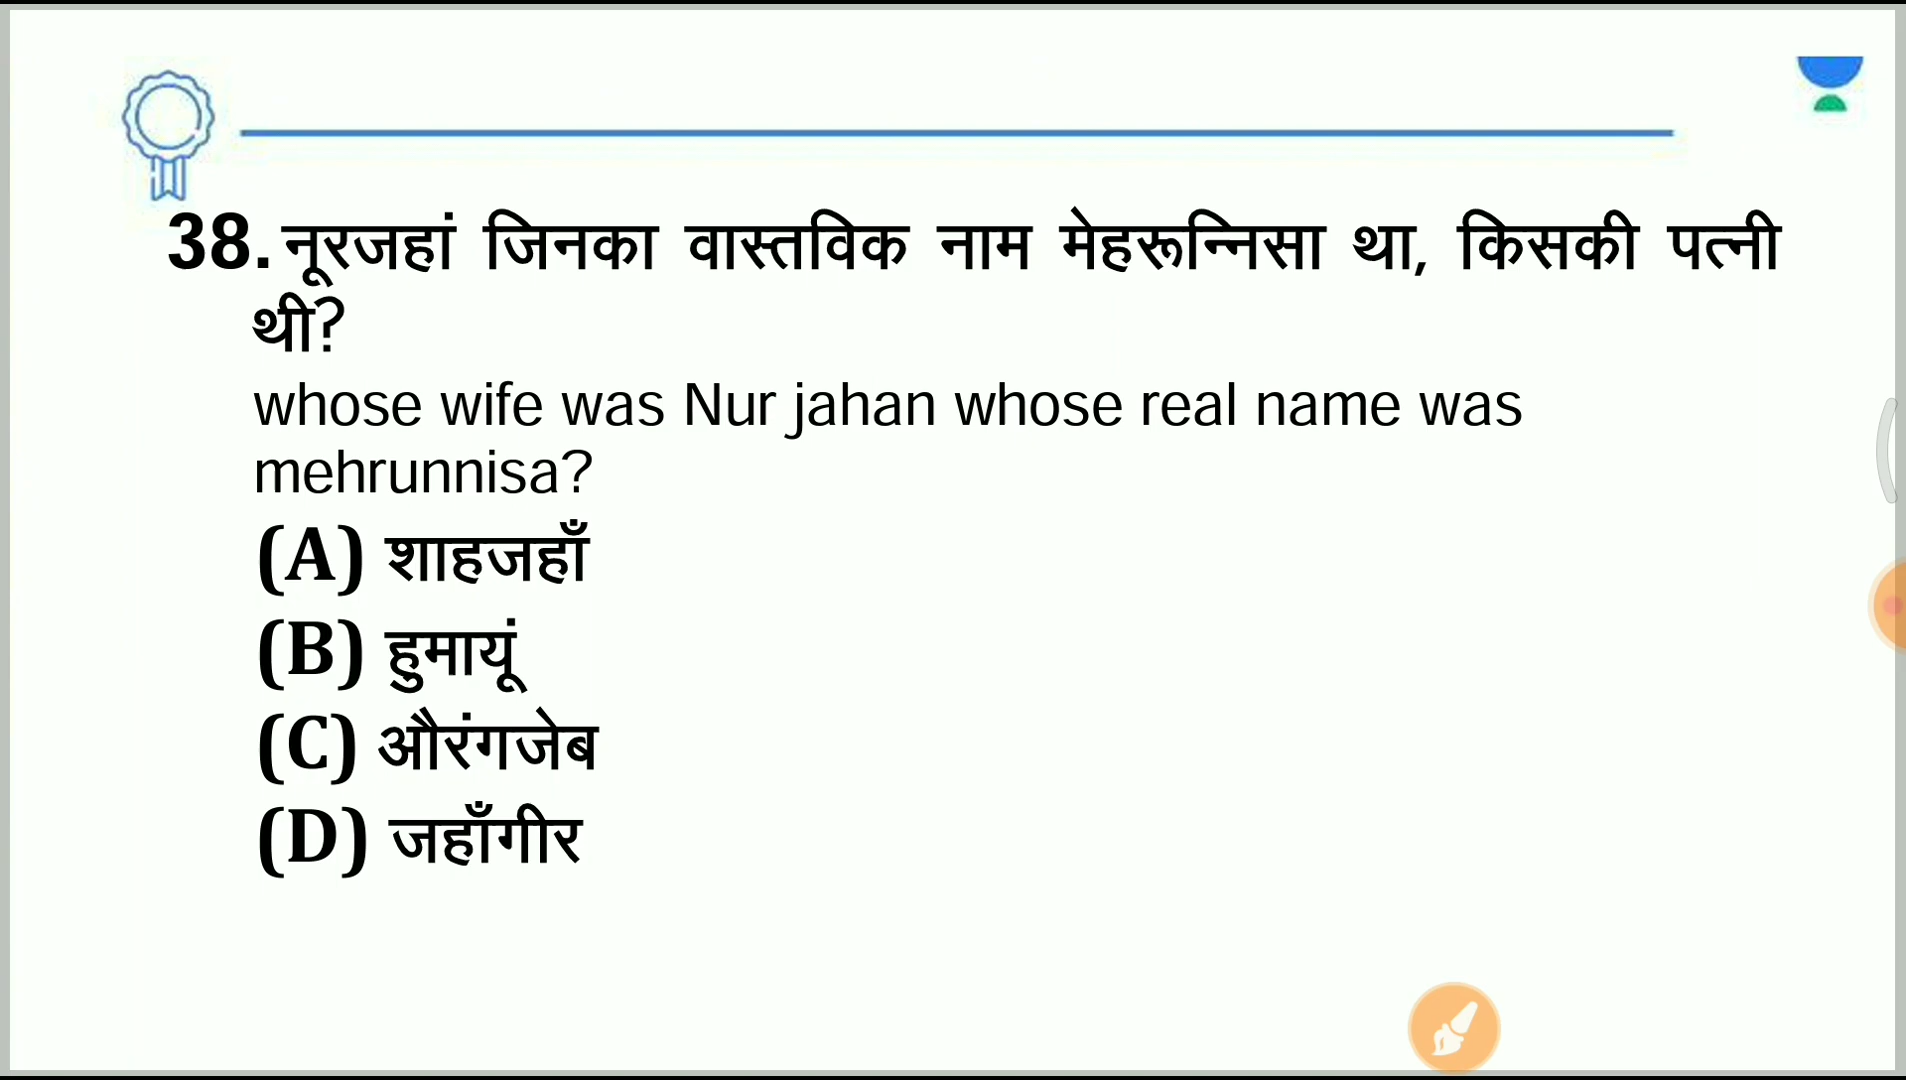 38. नूरजहां जिनका वास्तविक नाम मेहरून्निसा था, किसकी पत्नी
थी?
whose wife was Nur jahan whose real name was
mehrunnisa?
(A) शाहजहाँ
(B) हुमायूं
(C) औरंगजेब
(D) जहाँगीर